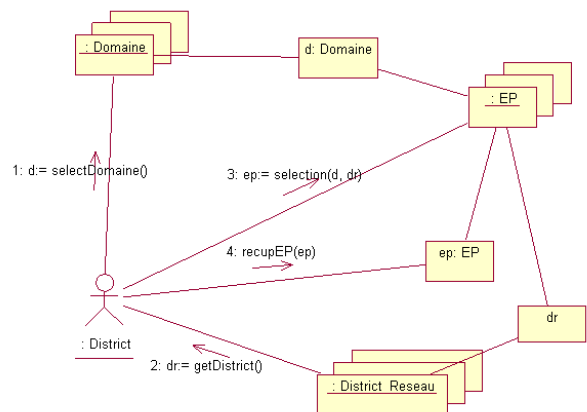 : Domaine
d: Domaine
: EP
1: d:= selectDomaine()
3: ep:= selection(d, dr)
4: recupEP(ep)
ep: EP
: District
2: dr:= getDistrict()
dr
: District_Reseau